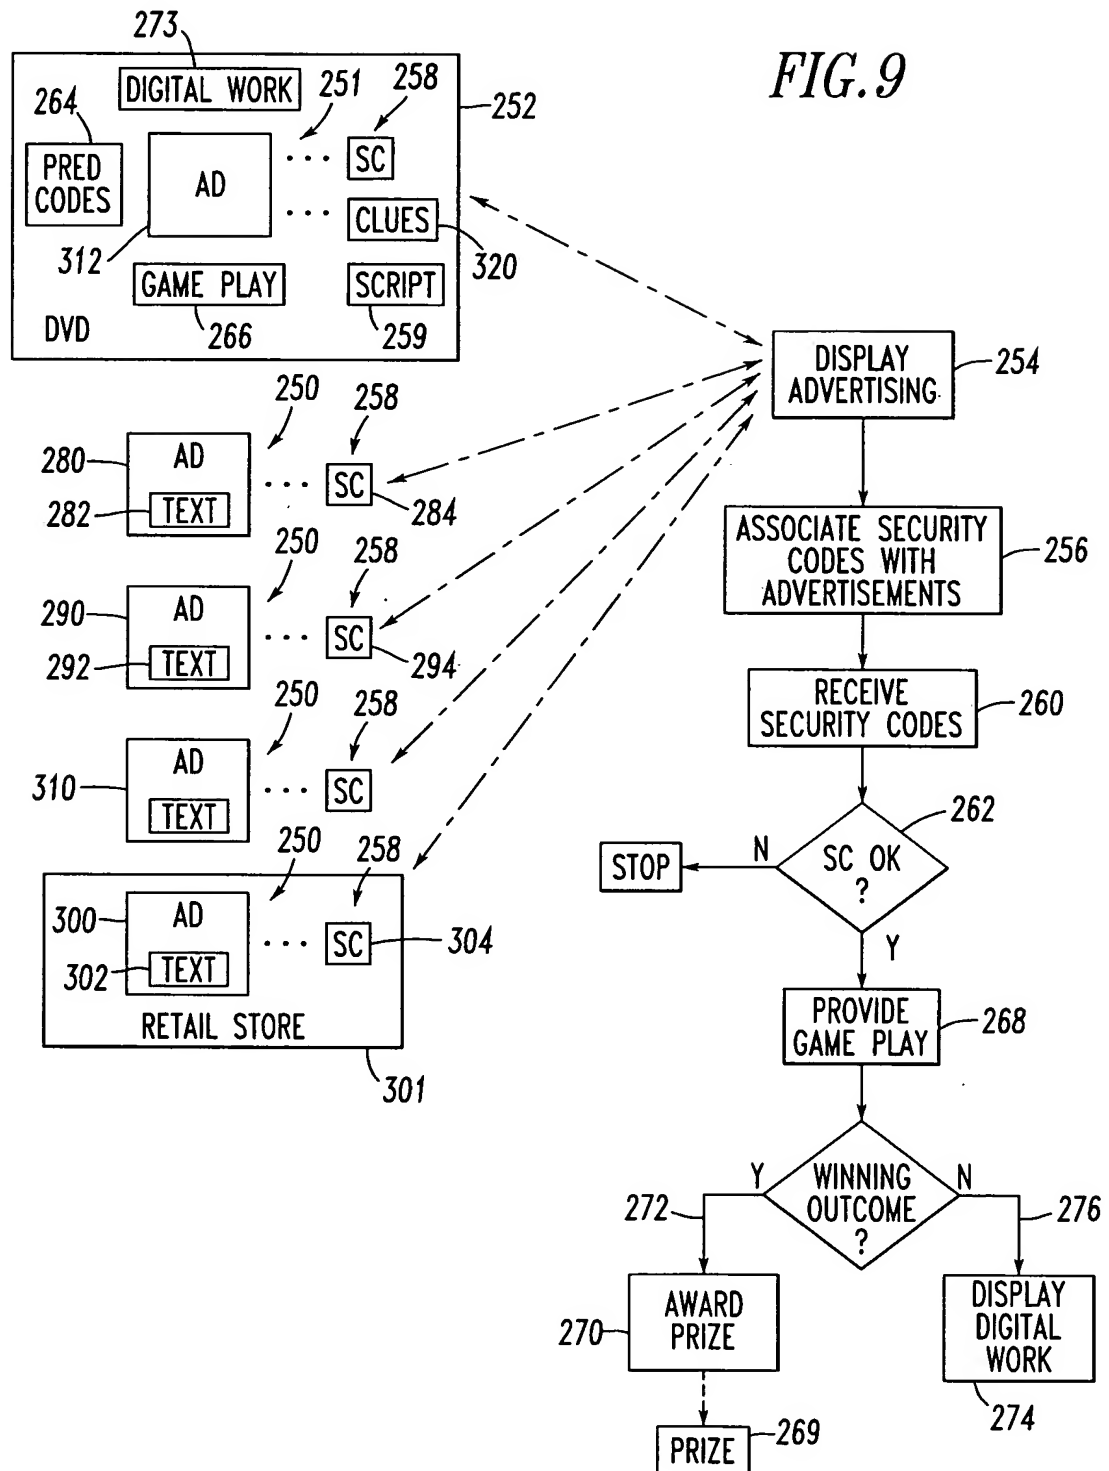 FIG.9
273
DIGITAL WORK
264
251
258
252
PRED
CODES
AD
SC
CLUES
312
320
GAME PLAY
SCRIPT
DVD
266
259
DISPLAY
ADVERTISING
254
250
258
280
AD
282
TEXT
SC
284
ASSOCIATE SECURITY
CODES WITH
ADVERTISEMENTS
256
250
258
290
AD
292
TEXT
SC
294
RECEIVE
SECURITY CODES
260
250
258
310
AD
TEXT
SC
262
SC OK
?
N
STOP
Y
250
258
300
AD
302
TEXT
SC
304
RETAIL STORE
301
PROVIDE
GAME PLAY
268
WINNING
OUTCOME
?
Y
N
272
276
AWARD
PRIZE
270
DISPLAY
DIGITAL
WORK
274
PRIZE
269